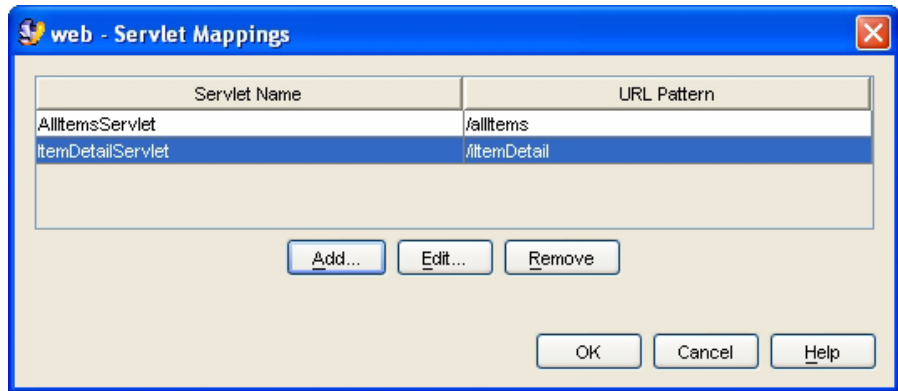 web - Servlet Mappings
Servlet Name URL Pattern
AllItemsServlet /allItems
ItemDetailServlet /itemDetail
Add... Edit... Remove
OK Cancel Help